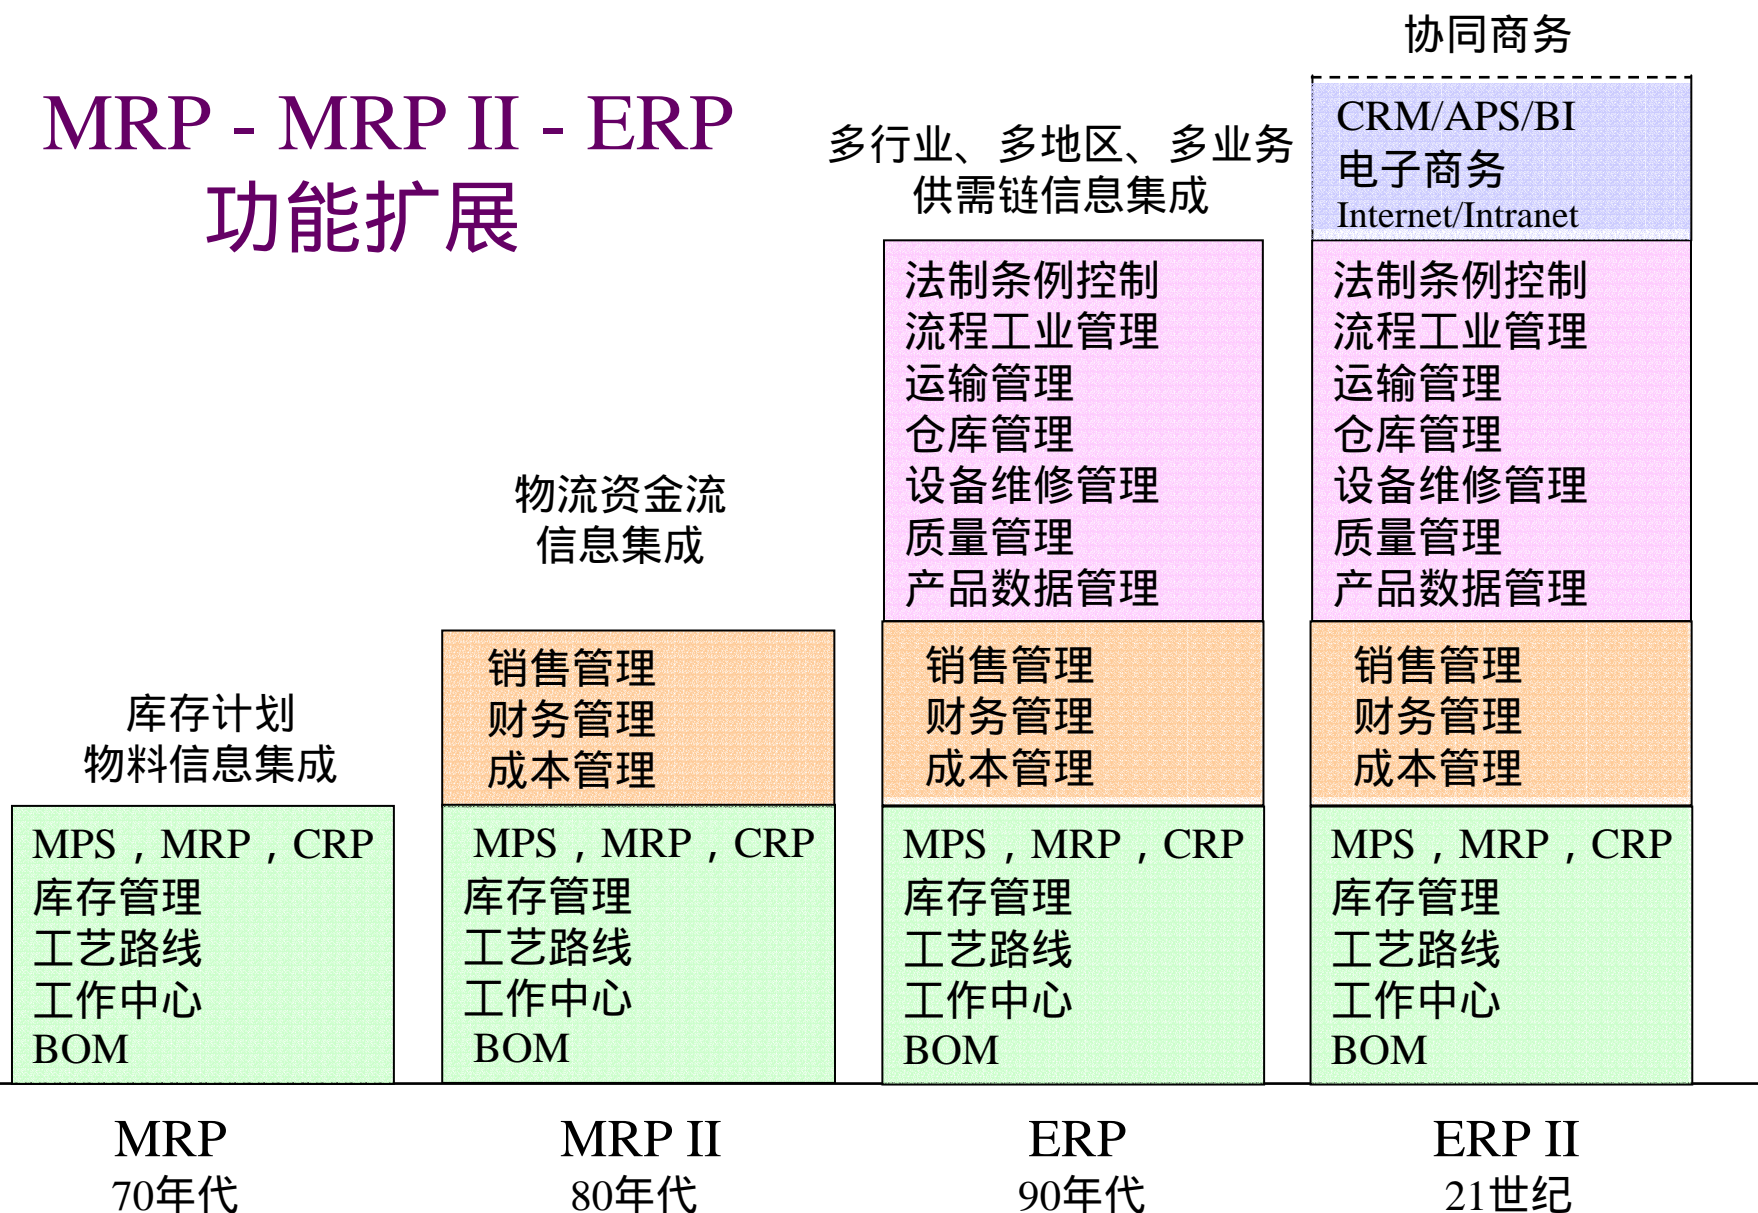 MRP - MRP II - ERP
功能扩展
库存计划
物料信息集成
MPS，MRP，CRP
库存管理
工艺路线
工作中心
BOM
MRP
70年代
物流资金流
信息集成
销售管理
财务管理
成本管理
MPS，MRP，CRP
库存管理
工艺路线
工作中心
BOM
MRP II
80年代
多行业、多地区、多业务
供需链信息集成
法制条例控制
流程工业管理
运输管理
仓库管理
设备维修管理
质量管理
产品数据管理
销售管理
财务管理
成本管理
MPS，MRP，CRP
库存管理
工艺路线
工作中心
BOM
ERP
90年代
协同商务
CRM/APS/BI
电子商务
Internet/Intranet
法制条例控制
流程工业管理
运输管理
仓库管理
设备维修管理
质量管理
产品数据管理
销售管理
财务管理
成本管理
MPS，MRP，CRP
库存管理
工艺路线
工作中心
BOM
ERP II
21世纪